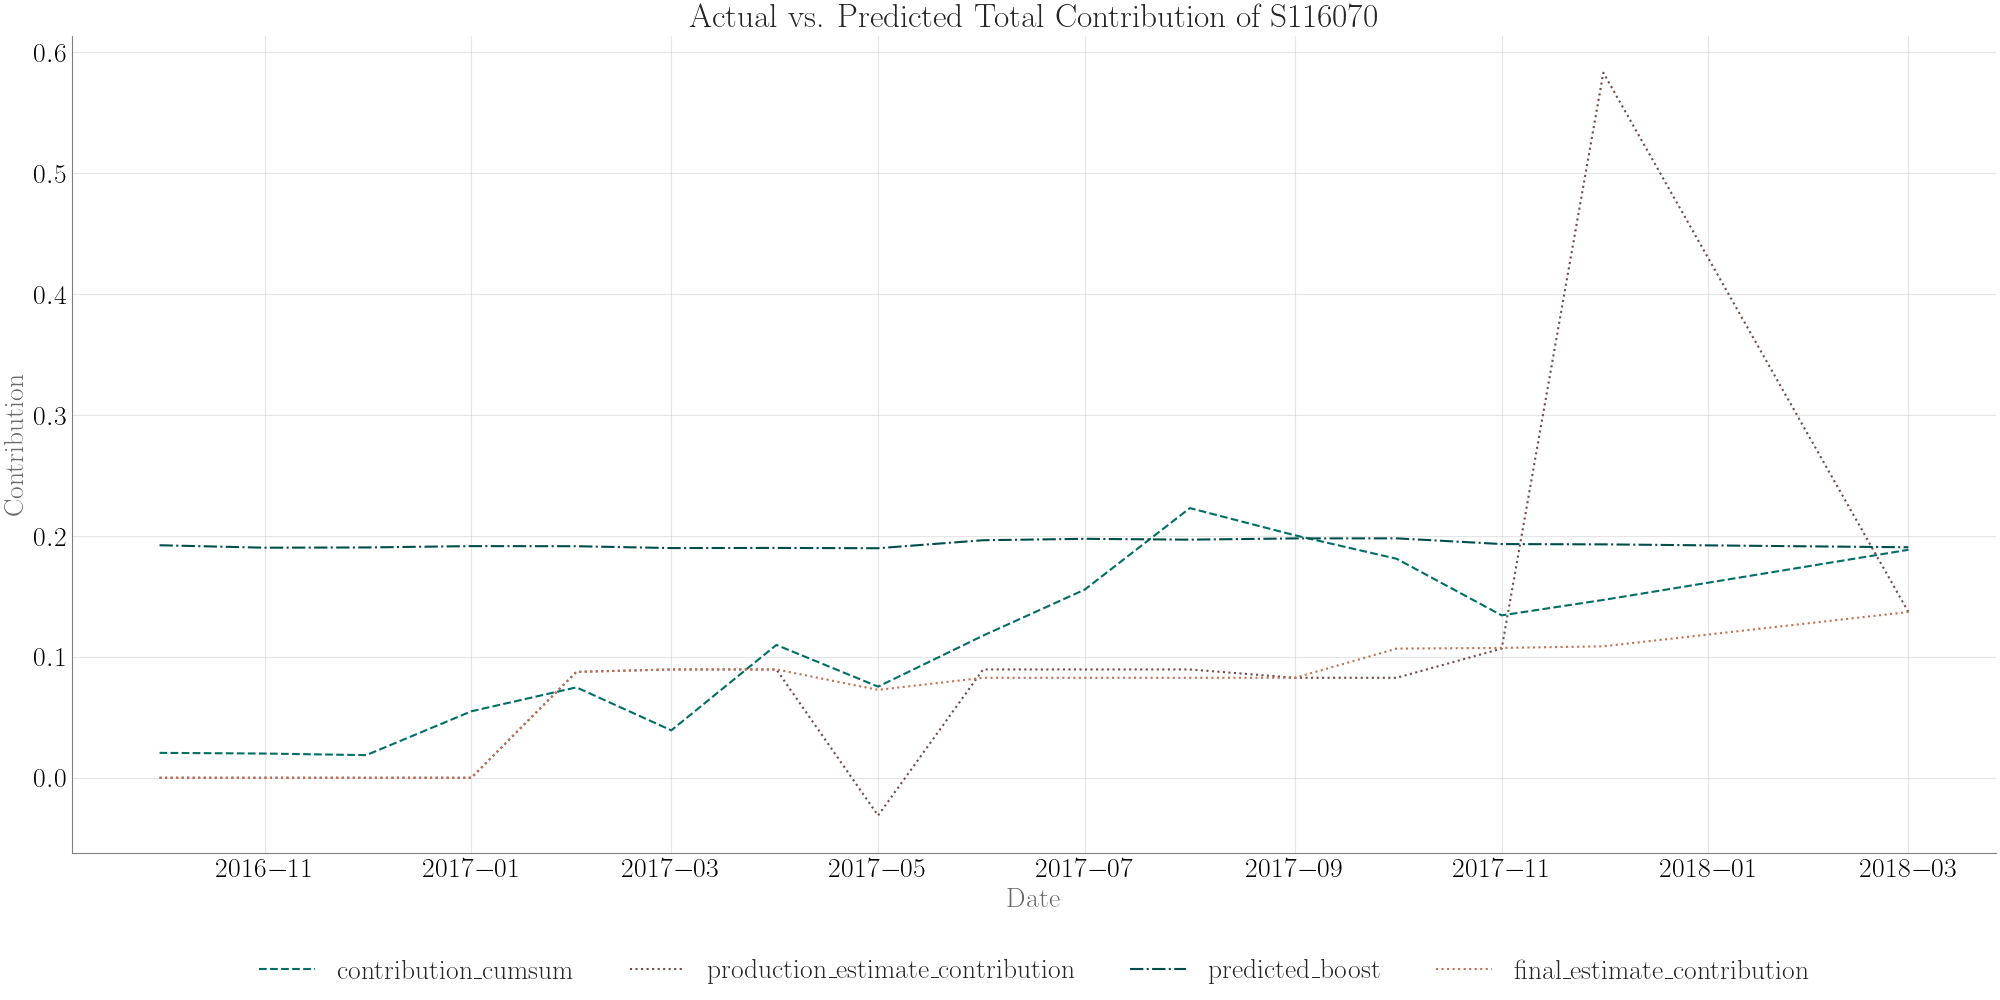 Actual vs. Predicted Total Contribution of S116070
0.6
0.5
0.4
0.3
0.2
0.1
0.0
Contribution
2016−11 2017−01 2017−03 2017−05 2017−07 2017−09 2017−11 2018−01 2018−03
Date
contribution_cumsum production_estimate_contribution predicted_boost final_estimate_contribution